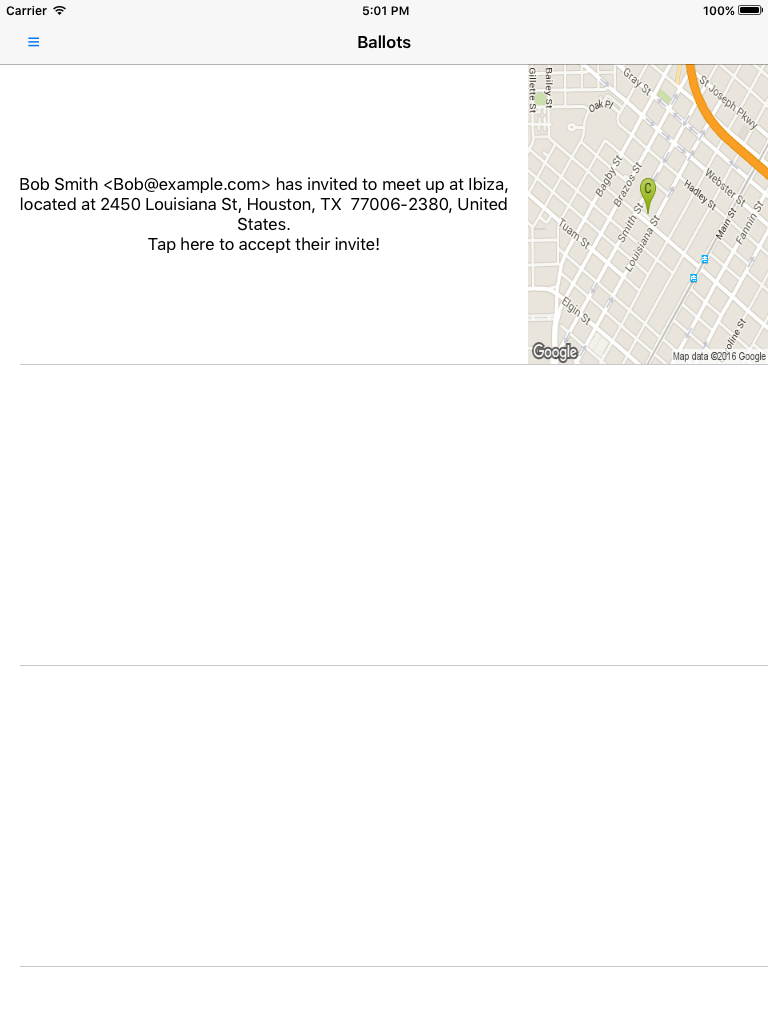 Carrier 5:01 PM 100%
Ballots
Bob Smith <Bob@example.com> has invited to meet up at Ibiza,
located at 2450 Louisiana St, Houston, TX  77006-2380, United
States.
Tap here to accept their invite!
Gillette St
Bailey St
Gray St
St Joseph Pkwy
Oak Pl
Bagby St
Brazos St
Webster St
C
Hadley St
Smith St
Main St
Fannin St
Tuam St
Louisiana St
Elgin St
oline St
Google
Map data ©2016 Google